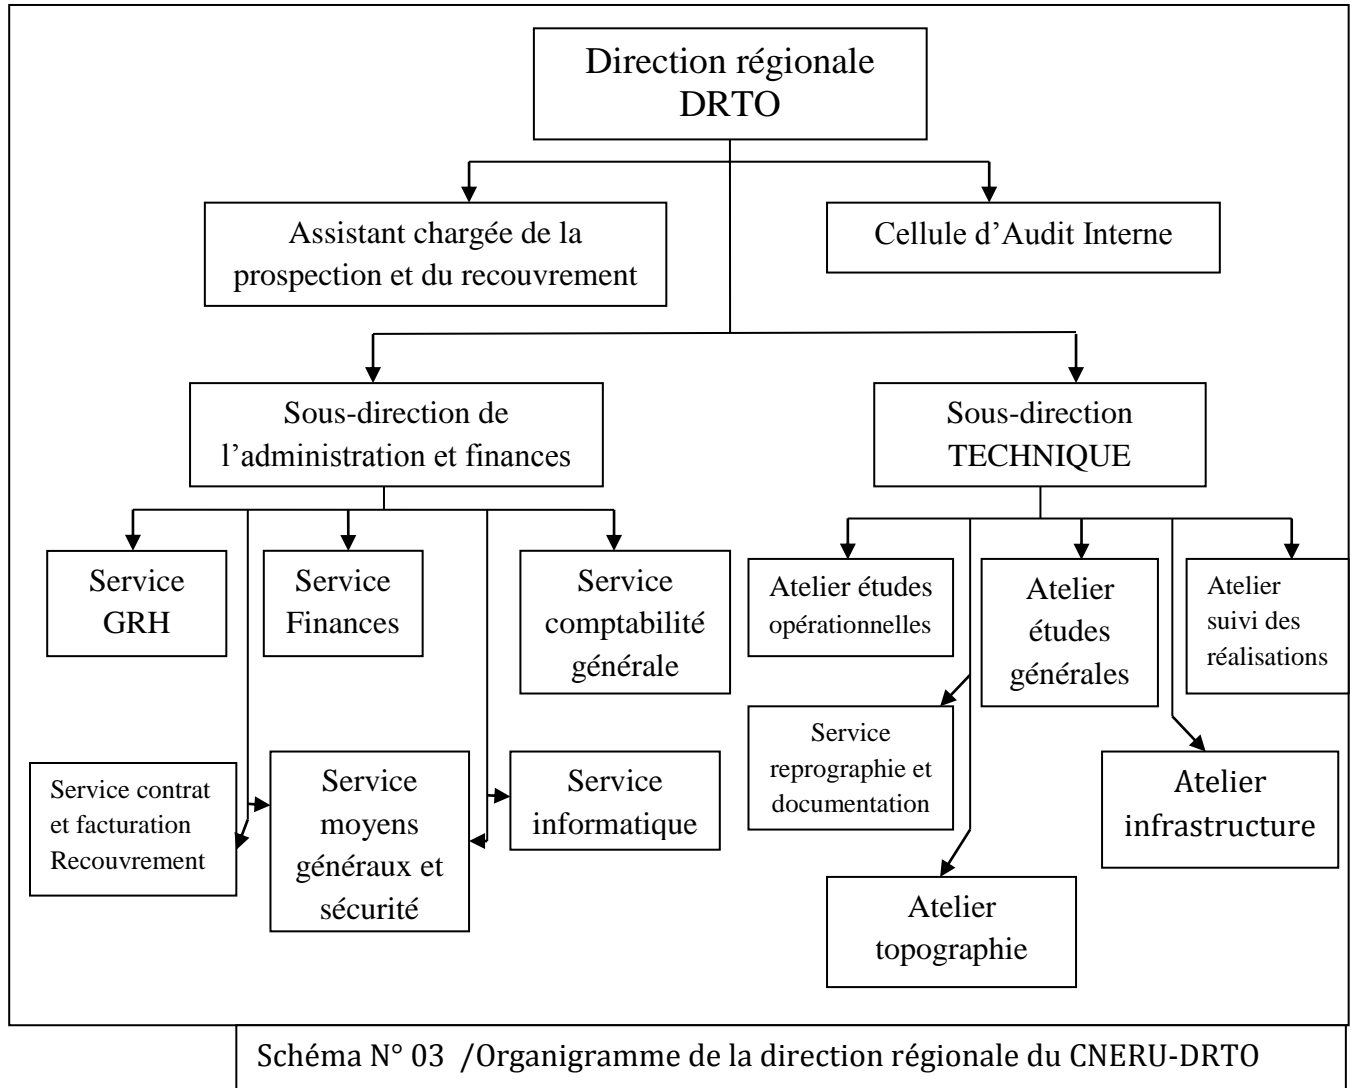 Direction régionale
DRTO
Assistant chargée de la
prospection et du recouvrement
Cellule d’Audit Interne
Sous-direction de
l’administration et finances
Sous-direction
TECHNIQUE
Service
GRH
Service
Finances
Service
comptabilité
générale
Atelier études
opérationnelles
Atelier
études
générales
Atelier
suivi des
réalisations
Service contrat
et facturation
Recouvrement
Service
moyens
généraux et
sécurité
Service
informatique
Service
reprographie et
documentation
Atelier
infrastructure
Atelier
topographie
Schéma N° 03 /Organigramme de la direction régionale du CNERU-DRTO